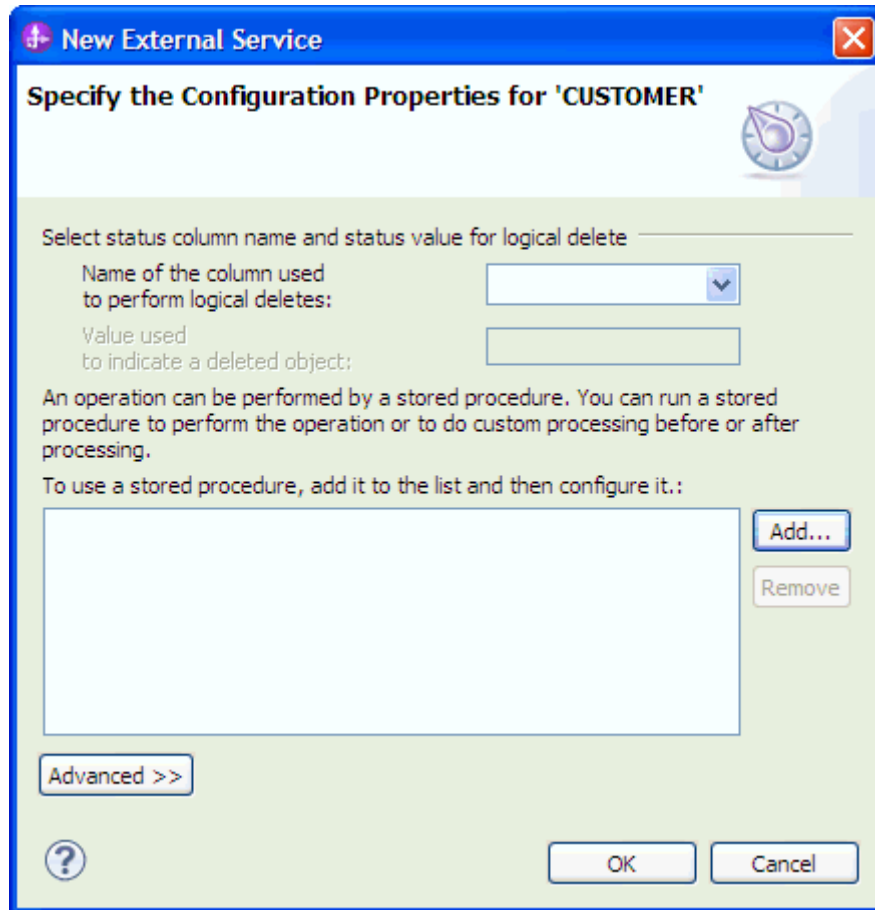 New External Service
Specify the Configuration Properties for 'CUSTOMER'
Select status column name and status value for logical delete
Name of the column used
to perform logical deletes:
Value used
to indicate a deleted object:
An operation can be performed by a stored procedure. You can run a stored
procedure to perform the operation or to do custom processing before or after
processing.
To use a stored procedure, add it to the list and then configure it.:
Add...
Remove
Advanced >>
?
OK
Cancel